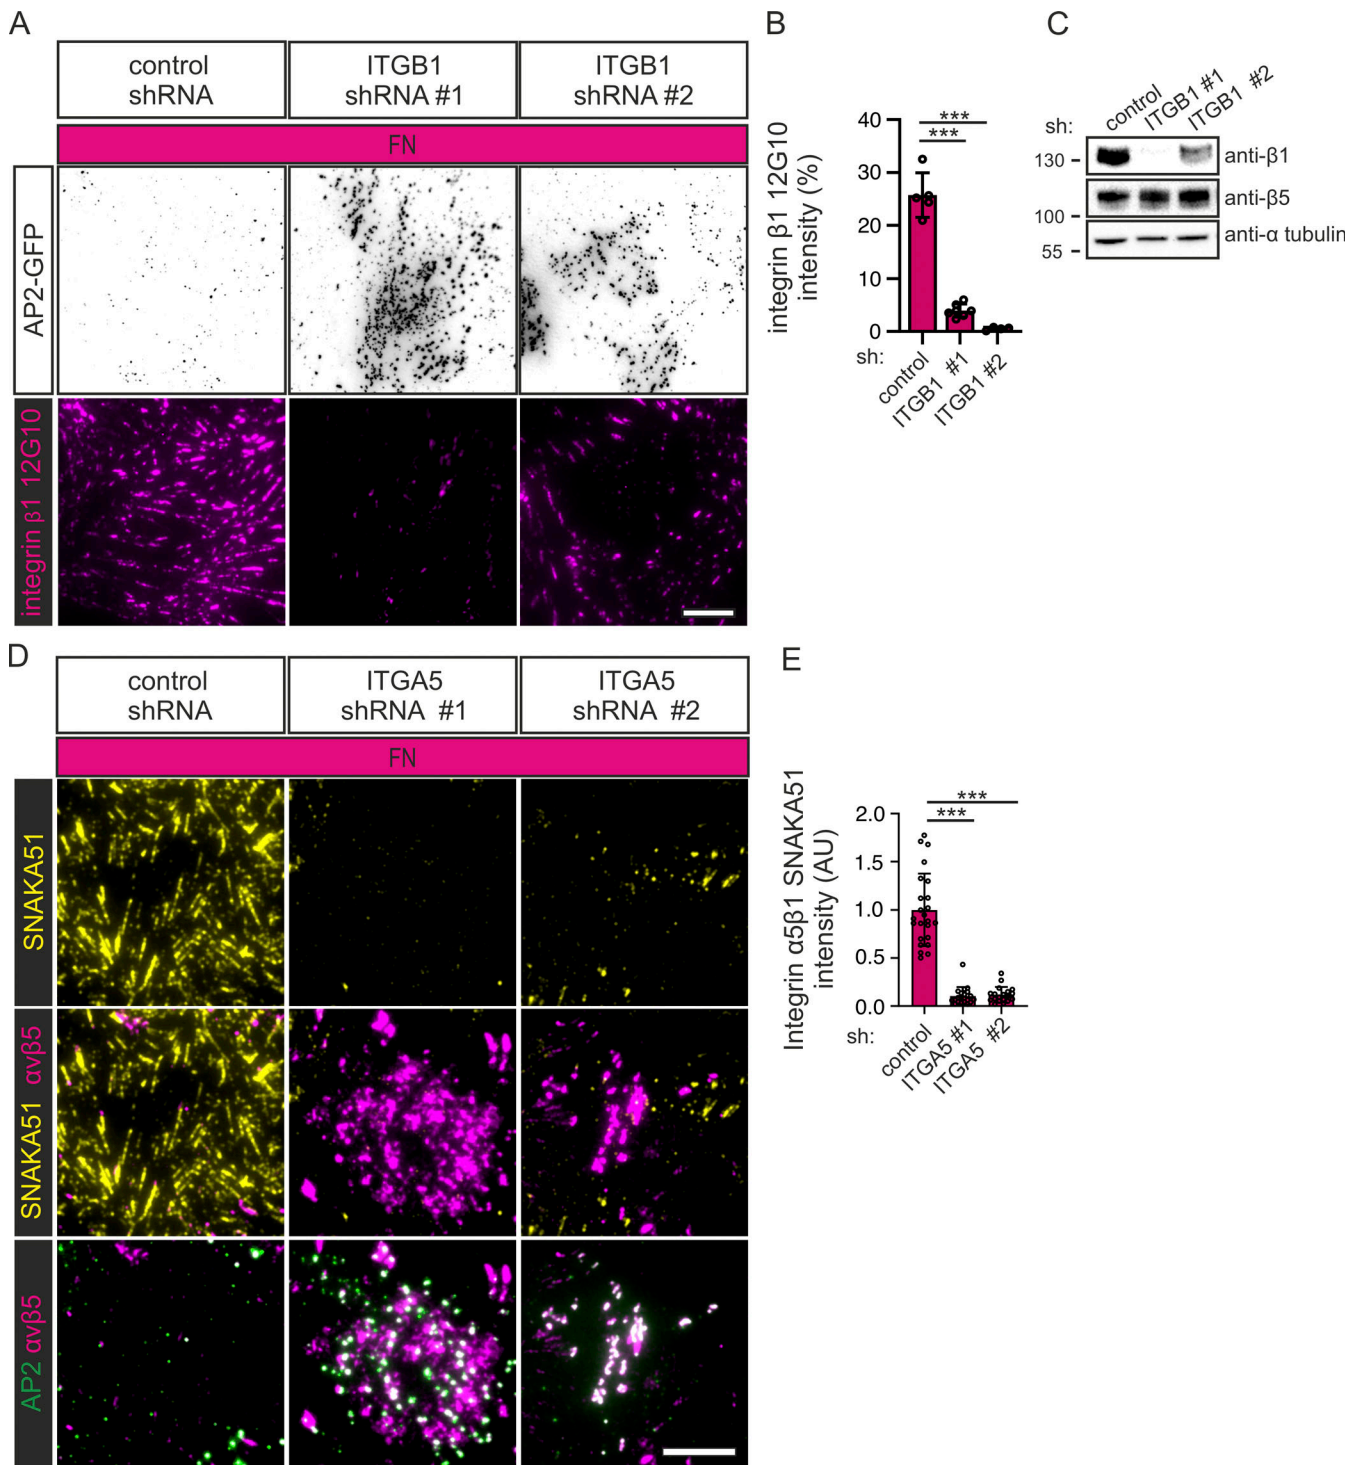 A
control
shRNA
ITGB1
shRNA #1
ITGB1
shRNA #2
FN
AP2-GFP
integrin β1 12G10
B
integrin β1 12G10
intensity (%)
40
30
20
10
0
***
***
sh:
control
ITGB1 #1
ITGB1 #2
C
sh:
control
ITGB1 #1
ITGB1 #2
130
100
55
anti-β1
anti-β5
anti-α tubulin
D
control
shRNA
ITGA5
shRNA #1
ITGA5
shRNA #2
FN
SNAKA51
SNAKA51 αvβ5
AP2 αvβ5
E
Integrin α5β1 SNAKA51
intensity (AU)
2.0
1.5
1.0
0.5
0.0
***
***
sh:
control
ITGA5 #1
ITGA5 #2